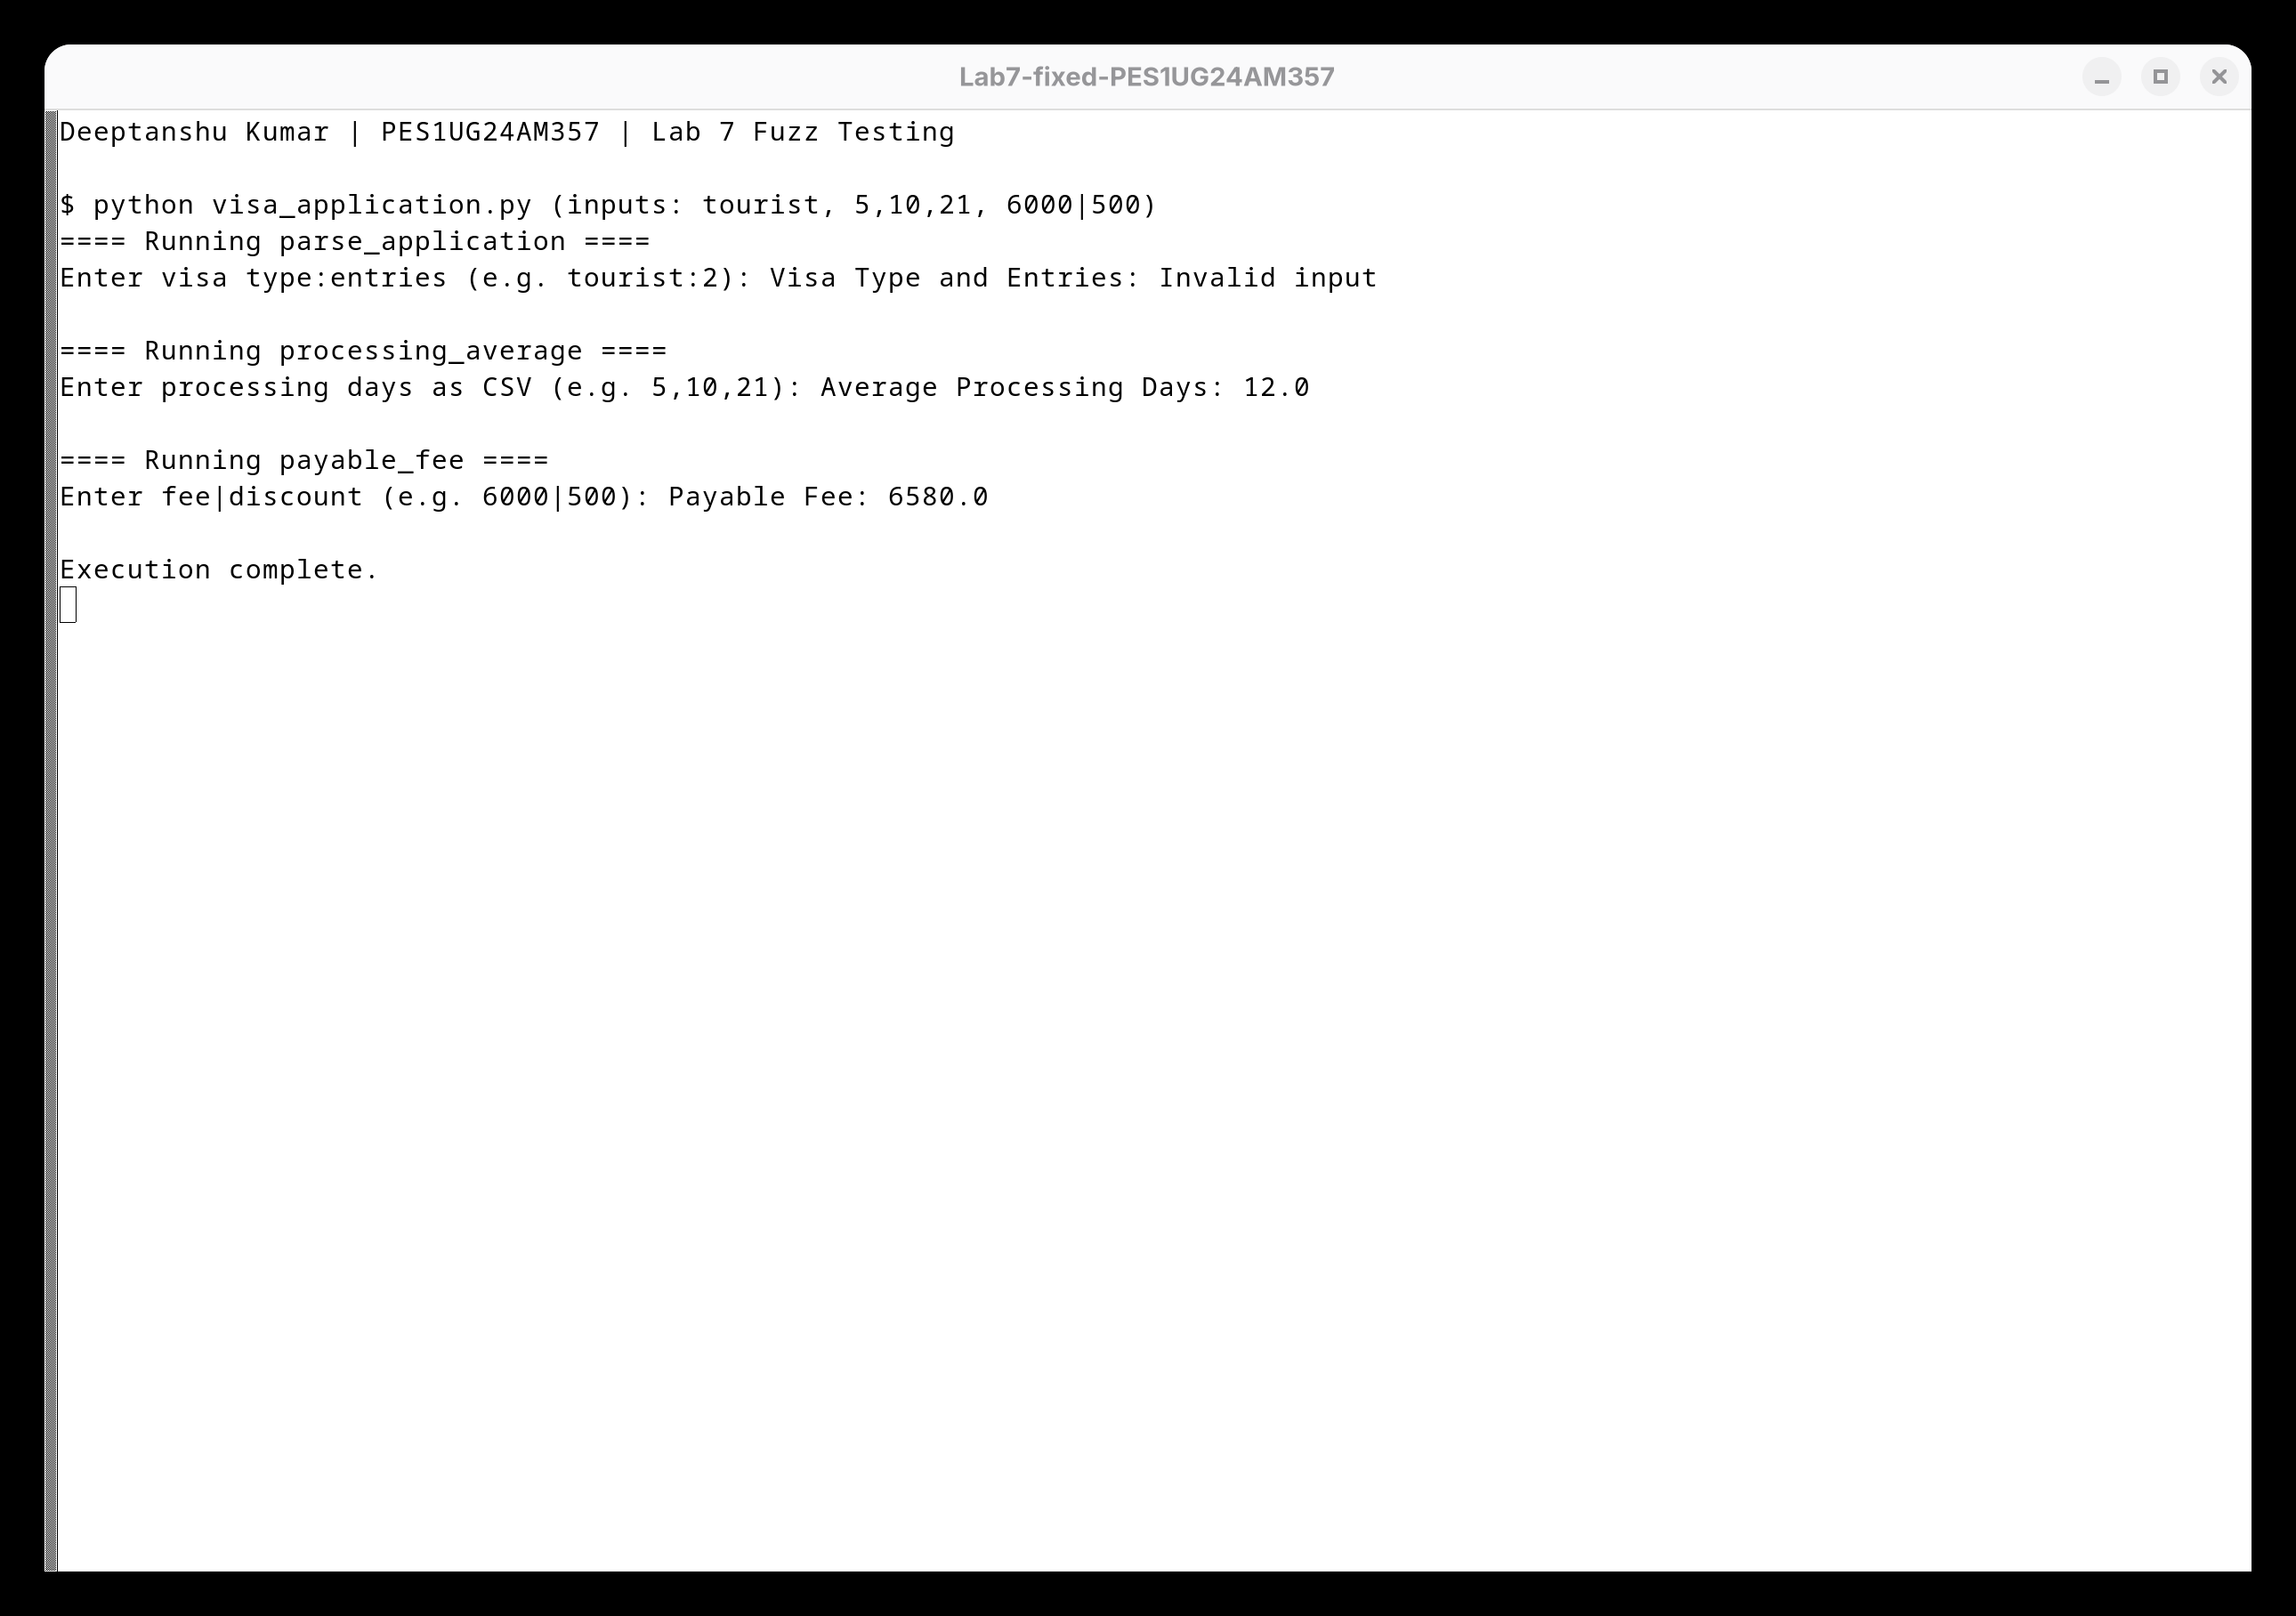 Lab7-fixed-PES1UG24AM357
Deeptanshu Kumar | PES1UG24AM357 | Lab 7 Fuzz Testing
$ python visa_application.py (inputs: tourist, 5,10,21, 6000|500)
==== Running parse_application ====
Enter visa type:entries (e.g. tourist:2): Visa Type and Entries: Invalid input
==== Running processing_average ====
Enter processing days as CSV (e.g. 5,10,21): Average Processing Days: 12.0
==== Running payable_fee ====
Enter fee|discount (e.g. 6000|500): Payable Fee: 6580.0
Execution complete.